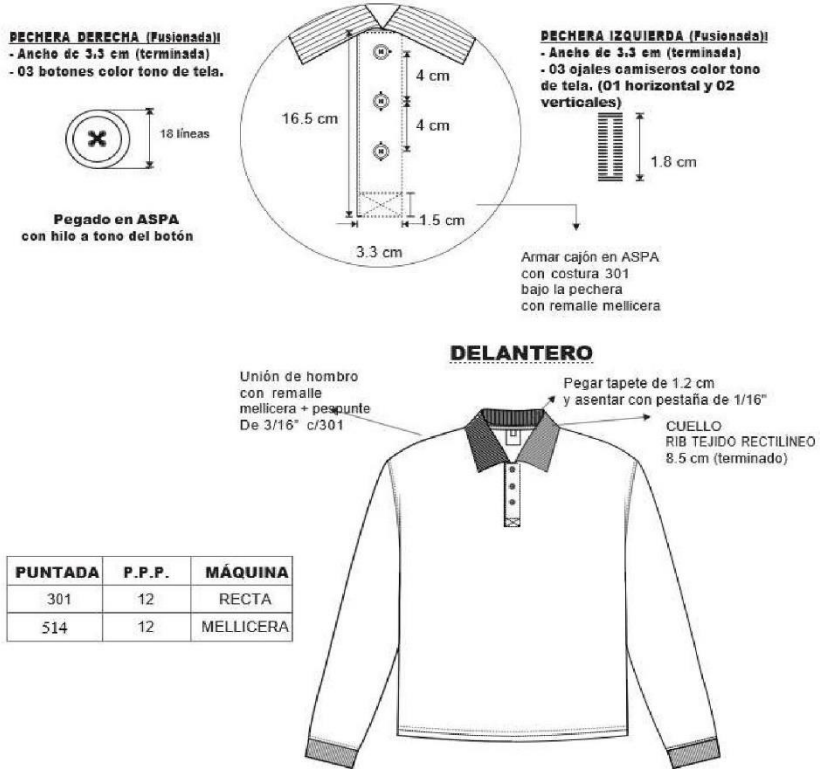 PECHERA DERECHA (Fusionada)l
- Ancho de 3.3 cm (terminada)
- 03 botones color tono de tela.
18 líneas
Pegado en ASPA
con hilo a tono del botón
16.5 cm
4 cm
4 cm
1.5 cm
3.3 cm
PECHERA IZQUIERDA (Fusionada)l
- Ancho de 3.3 cm (terminada)
- 03 ojales camiseros color tono
de tela. (01 horizontal y 02
verticales)
1.8 cm
Armar cajón en ASPA
con costura 301
bajo la pechera
con remalle mellicera
DELANTERO
Unión de hombro
con remalle
mellicera + pespunte
De 3/16" c/301
Pegar tapete de 1.2 cm
y asentar con pestaña de 1/16"
CUELLO
RIB TEJIDO RECTILÍNEO
8.5 cm (terminado)
PUNTADA P.P.P. MÁQUINA
301 12 RECTA
514 12 MELLICERA